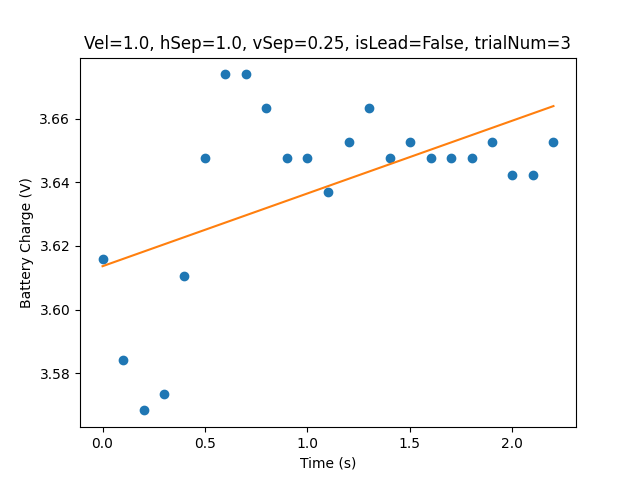 Vel=1.0, hSep=1.0, vSep=0.25, isLead=False, trialNum=3
Battery Charge (V)
3.66
3.64
3.62
3.60
3.58
0.0 0.5 1.0 1.5 2.0
Time (s)